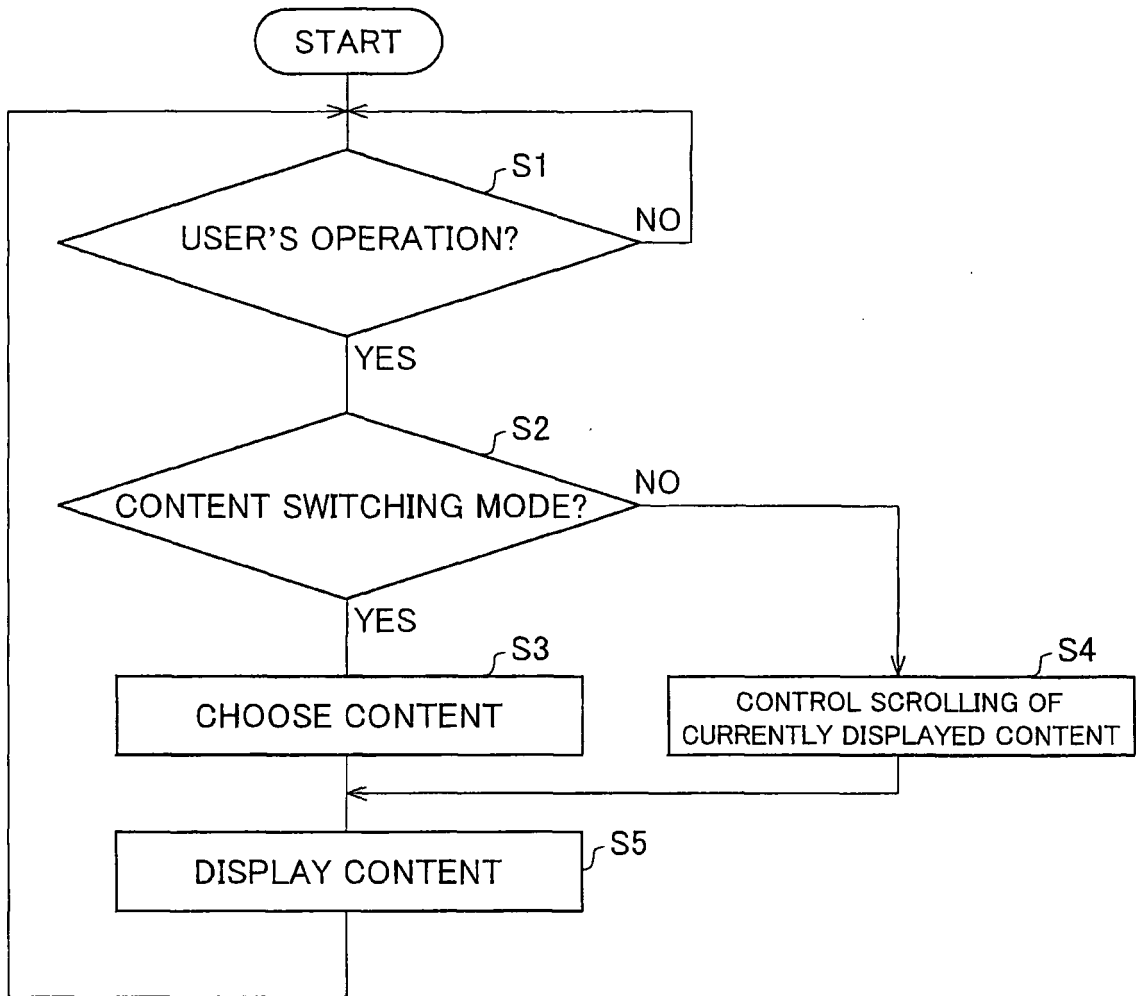 START
S1
USER'S OPERATION?
NO
YES
S2
CONTENT SWITCHING MODE?
NO
YES
S3
CHOOSE CONTENT
S4
CONTROL SCROLLING OF
CURRENTLY DISPLAYED CONTENT
S5
DISPLAY CONTENT